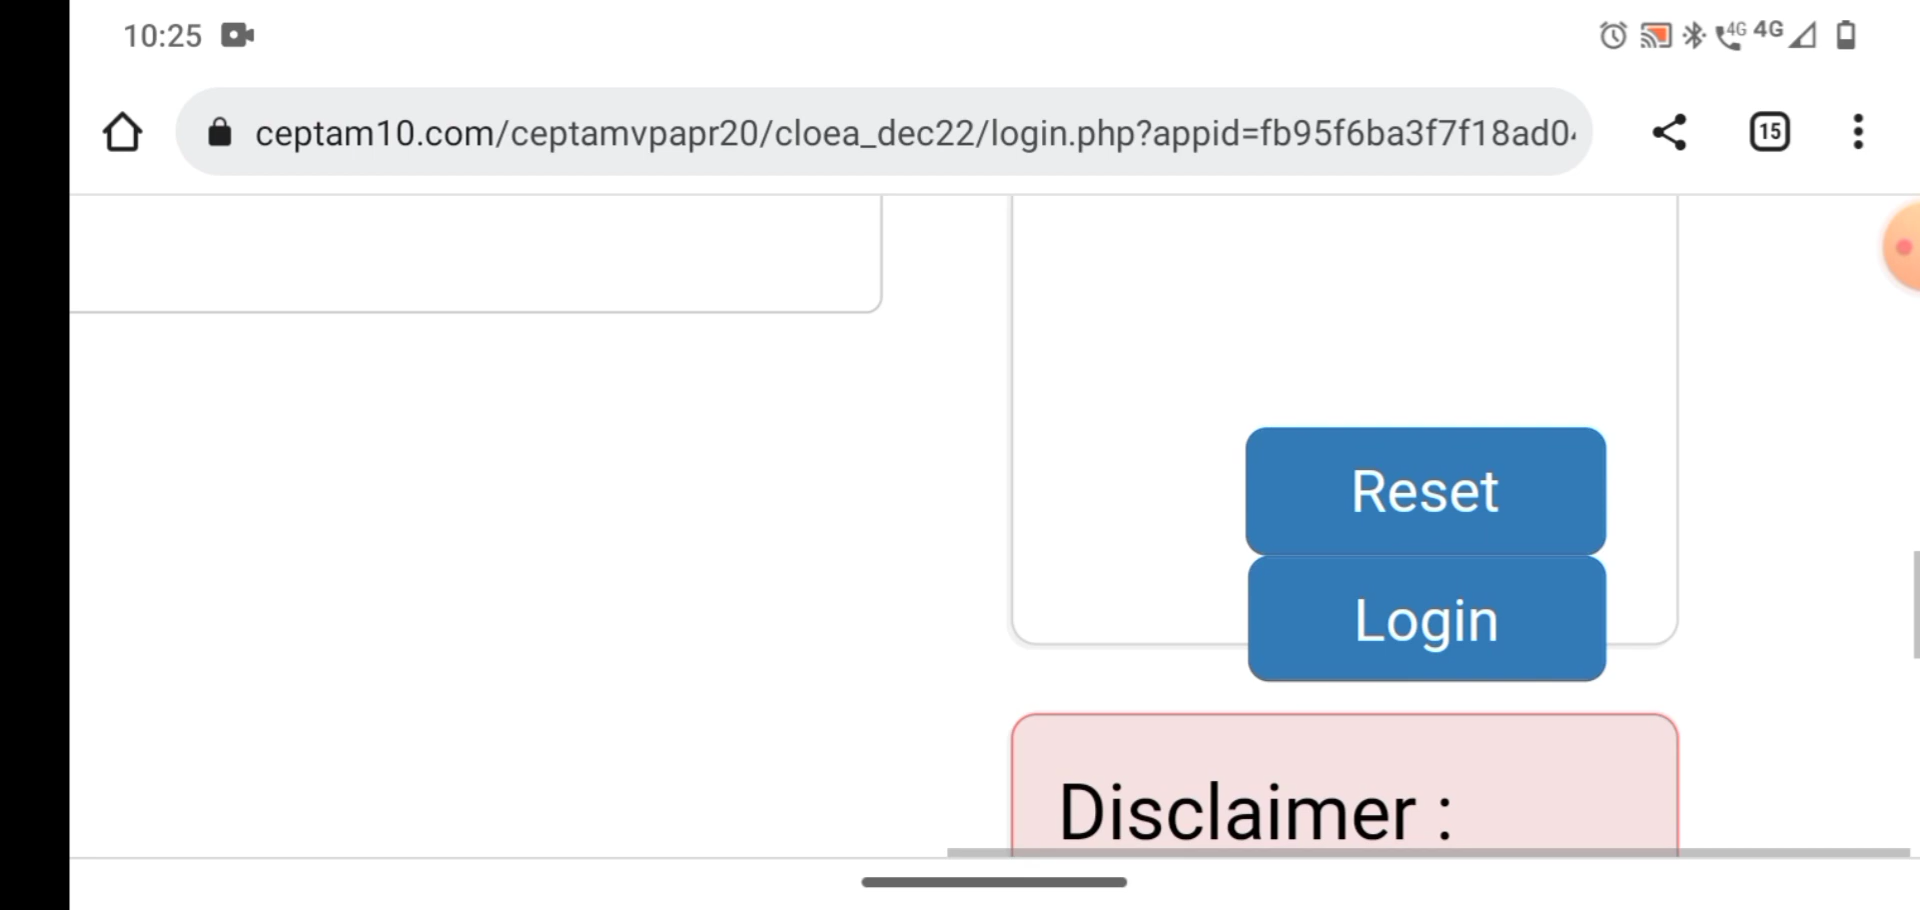 10:25
4G 4G
ceptam10.com/ceptamvpapr20/cloea_dec22/login.php?appid=fb95f6ba3f7f18ad0
15
Reset
Login
Disclaimer :